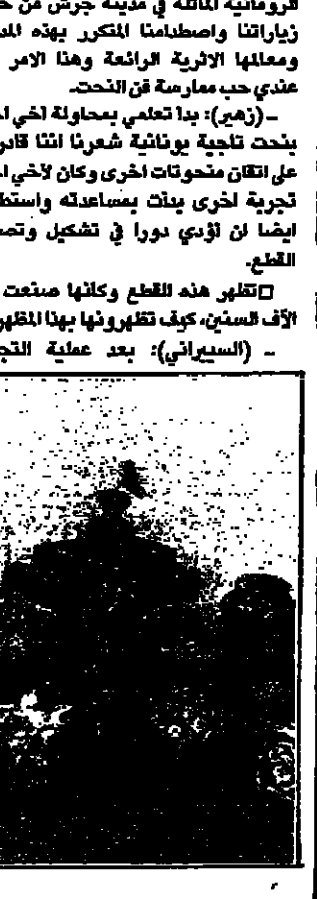 الرومانية الماثلة في مدينة جرش من خ
زياراتنا واصطدامنا المتكرر بهذه المد
ومعالمها الاثرية الرائعة وهذا الامر
عندي حب ممارسة فن النحت.
ـ (زهير): بدا تعلمي بمحاولة اخي ا
بنحت تاجية يونانية شعرنا اننا قادر
على اتقان منحوتات اخرى وكان لأخي ا
تجربة اخرى بدأت بمساعدته واستط
ايضا ان نؤدي دورا في تشكيل وتص
القطع.
□ تظهر هذه القطع وكأنها صنعت
الآف السنين، كيف تظهرونها بهذا المظهر
ـ (السيبراني): بعد عملية التج